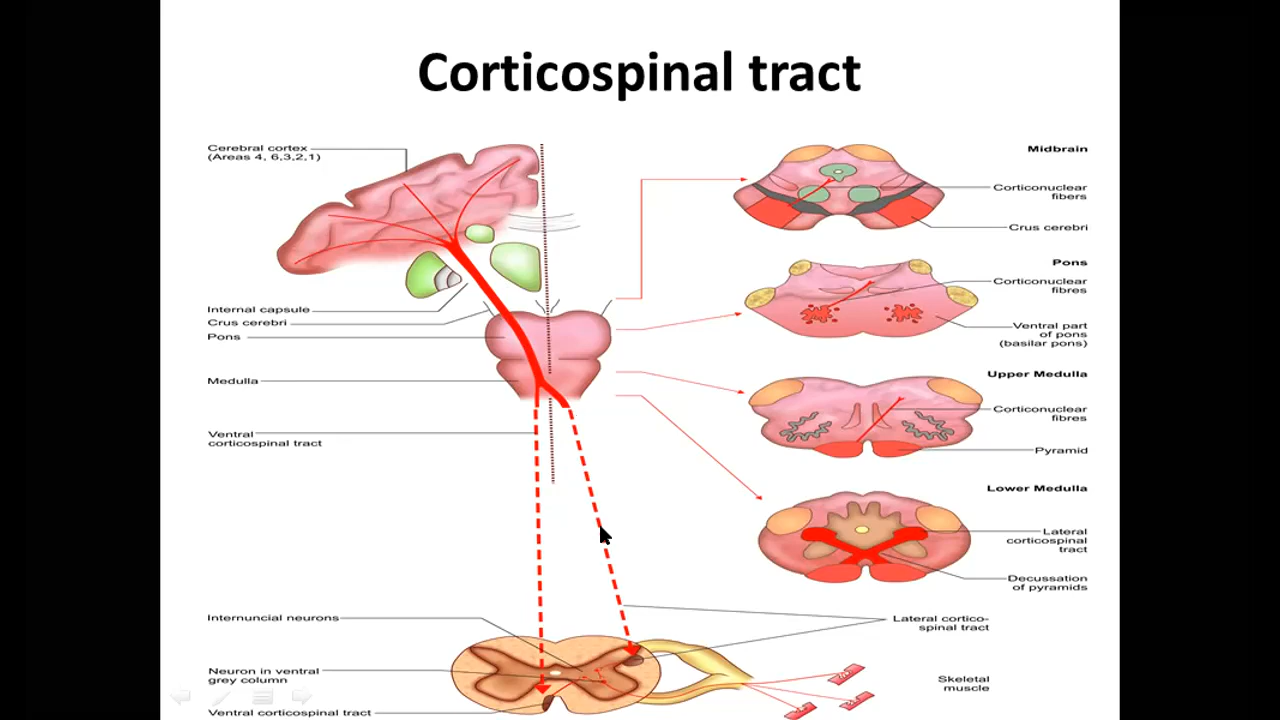 Corticospinal tract
Cerebral cortex
(Areas 4, 6,3,2,1)
Internal capsule
Crus cerebri
Pons
Medulla
Ventral
corticospinal tract
Internuncial neurons
Neuron in ventral
grey column
Ventral corticospinal tract
Midbrain
Corticonuclear
fibers
Crus cerebri
Pons
Corticonuclear
fibres
Ventral part
of pons
(basilar pons)
Upper Medulla
Corticonuclear
fibres
Pyramid
Lower Medulla
Lateral
corticospinal
tract
Decussation
of pyramids
Lateral cortico-
spinal tract
Skeletal
muscle